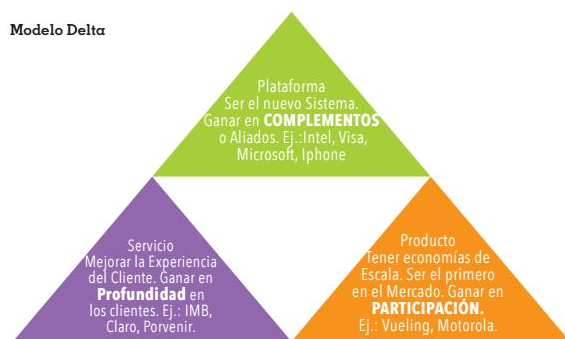 Modelo Delta
Plataforma
Ser el nuevo Sistema.
Ganar en COMPLEMENTOS
o Aliados. Ej.:Intel, Visa,
Microsoft, Iphone
Servicio
Mejorar la Experiencia
del Cliente. Ganar en
Profundidad en
los clientes. Ej.: IMB,
Claro, Porvenir.
Producto
Tener economías de
Escala. Ser el primero
en el Mercado. Ganar en
PARTICIPACIÓN.
Ej.: Vueling, Motorola.